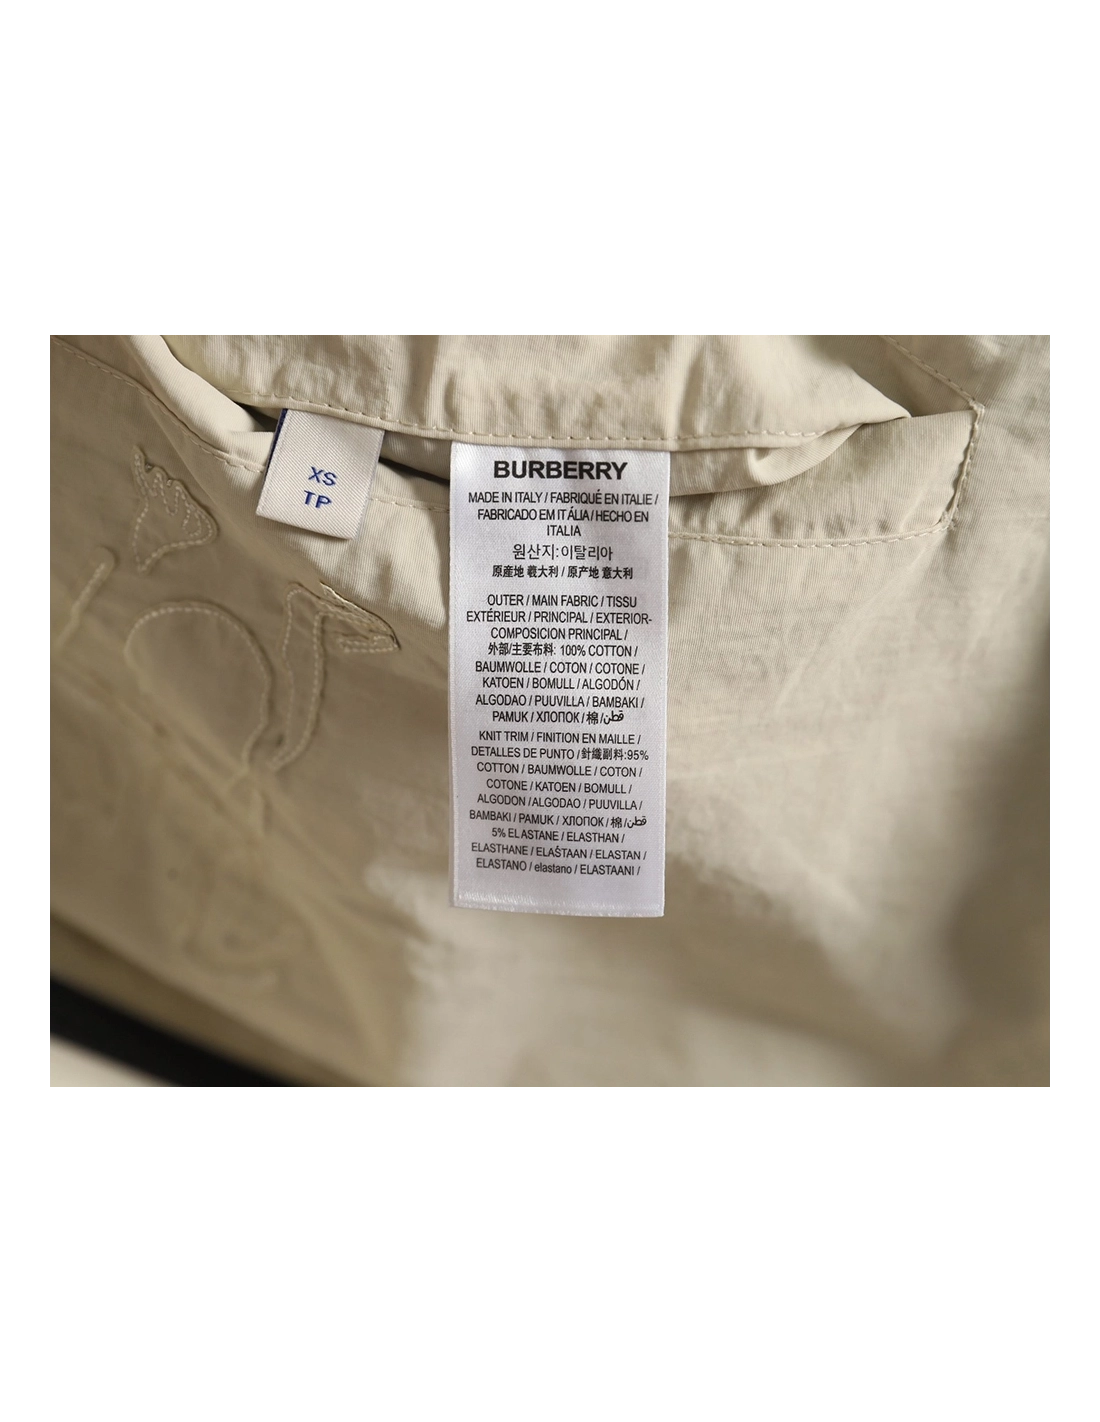 XS
TP
BURBERRY
MADE IN ITALY / FABRIQUÉ EN ITALIE /
FABRICADO EM ITÁLIA / HECHO EN
ITALIA
원산지: 이탈리아
原産地 義大利 / 原产地 意大利
OUTER / MAIN FABRIC / TISSU
EXTÉRIEUR / PRINCIPAL / EXTERIOR-
COMPOSICION PRINCIPAL /
外部/主要布料: 100% COTTON /
BAUMWOLLE / COTON / COTONE /
KATOEN / BOMULL / ALGODÓN /
ALGODAO / PUUVILLA / BAMBAKI /
PAMUK / ХЛОПОК / 棉 / قطن
KNIT TRIM / FINITION EN MAILLE /
DETALLES DE PUNTO / 針織副料:95%
COTTON / BAUMWOLLE / COTON /
COTONE / KATOEN / BOMULL /
ALGODON / ALGODAO / PUUVILLA /
BAMBAKI / PAMUK / ХЛОПОК / 棉 / قطن
5% ELASTANE / ELASTHAN /
ELASTHANE / ELAŠTAAN / ELASTAN /
ELASTANO / elastano / ELASTAANI /